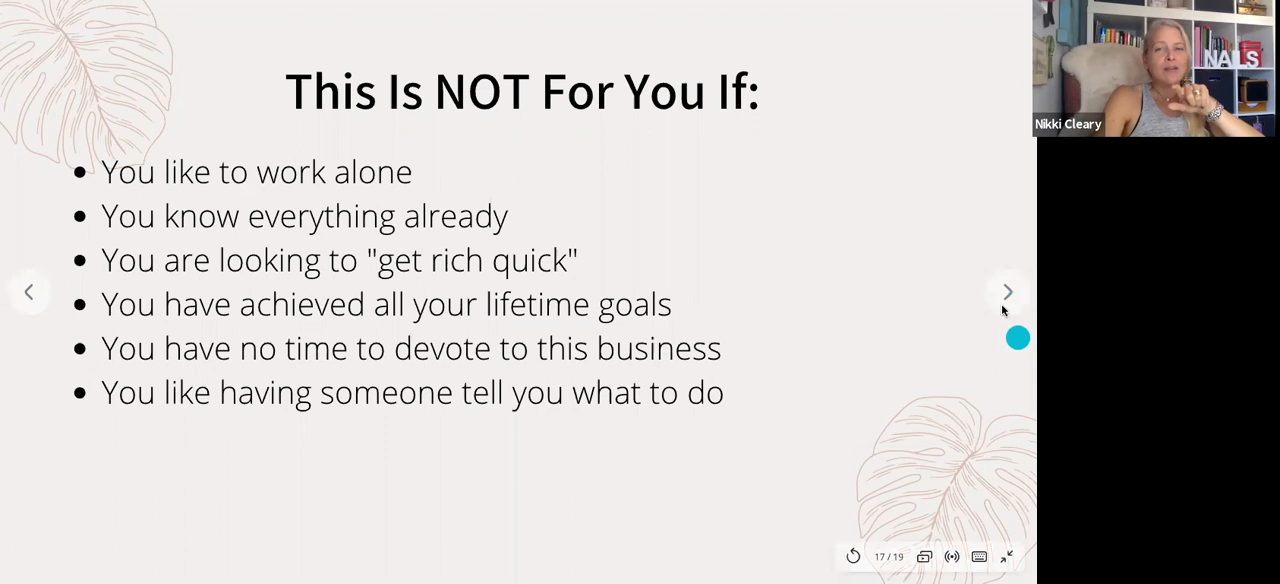 This Is NOT For You If:
• You like to work alone
• You know everything already
• You are looking to "get rich quick"
• You have achieved all your lifetime goals
• You have no time to devote to this business
• You like having someone tell you what to do
NAILS
Nikki Cleary
17 / 19